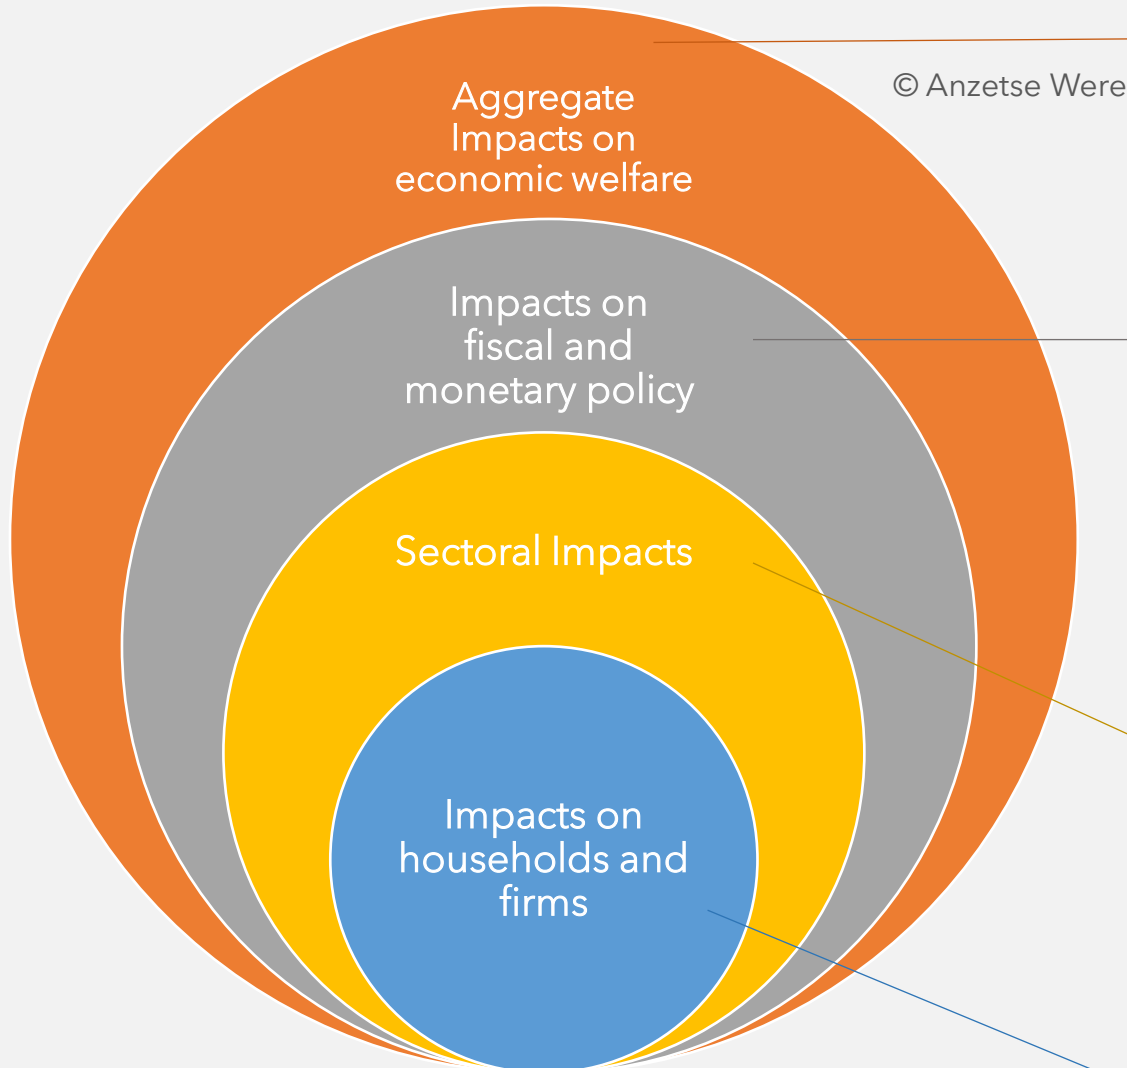 © Anzetse Were
Aggregate
Impacts on
economic welfare
Impacts on
fiscal and
monetary policy
Sectoral Impacts
Impacts on
households and
firms